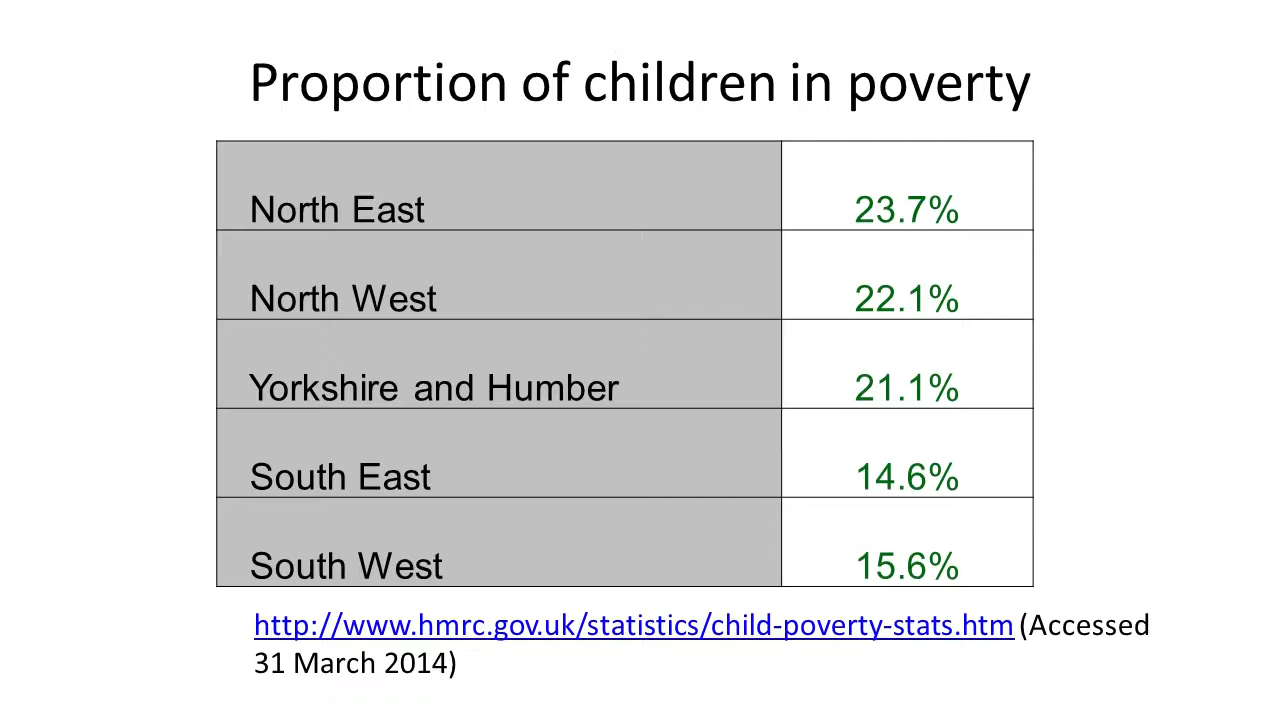 Proportion of children in poverty
North East 23.7%
North West 22.1%
Yorkshire and Humber 21.1%
South East 14.6%
South West 15.6%
http://www.hmrc.gov.uk/statistics/child-poverty-stats.htm (Accessed
31 March 2014)